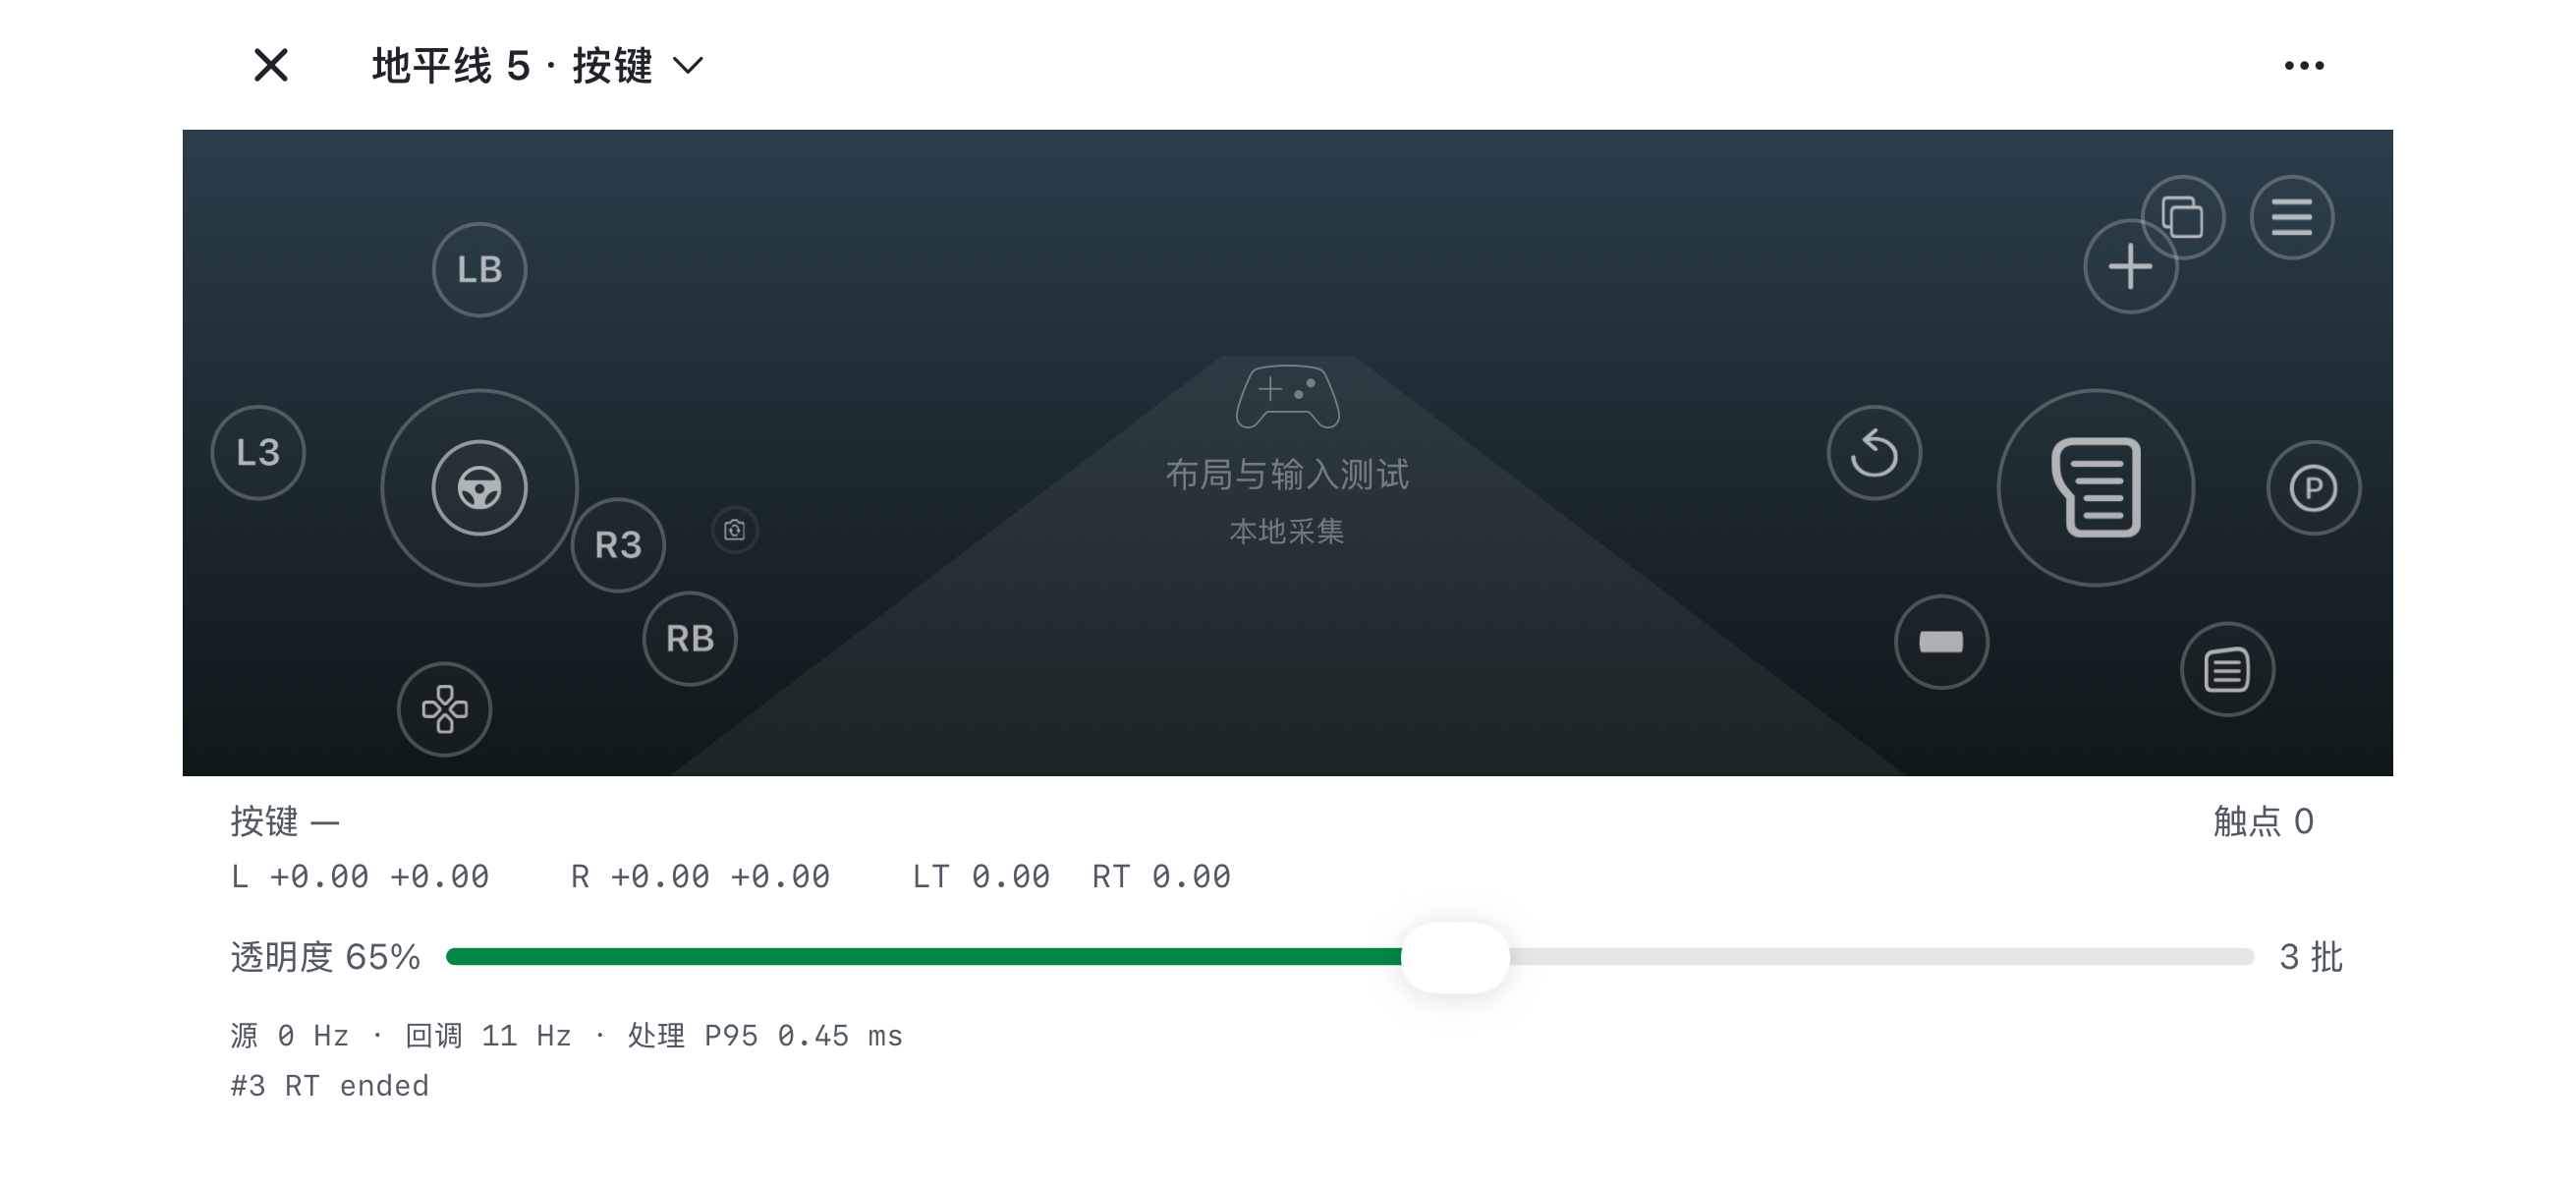 地平线 5 · 按键
LB
L3
R3
RB
布局与输入测试
本地采集
P
按键 —
触点 0
L +0.00 +0.00 R +0.00 +0.00 LT 0.00 RT 0.00
透明度 65%
3 批
源 0 Hz · 回调 11 Hz · 处理 P95 0.45 ms
#3 RT ended